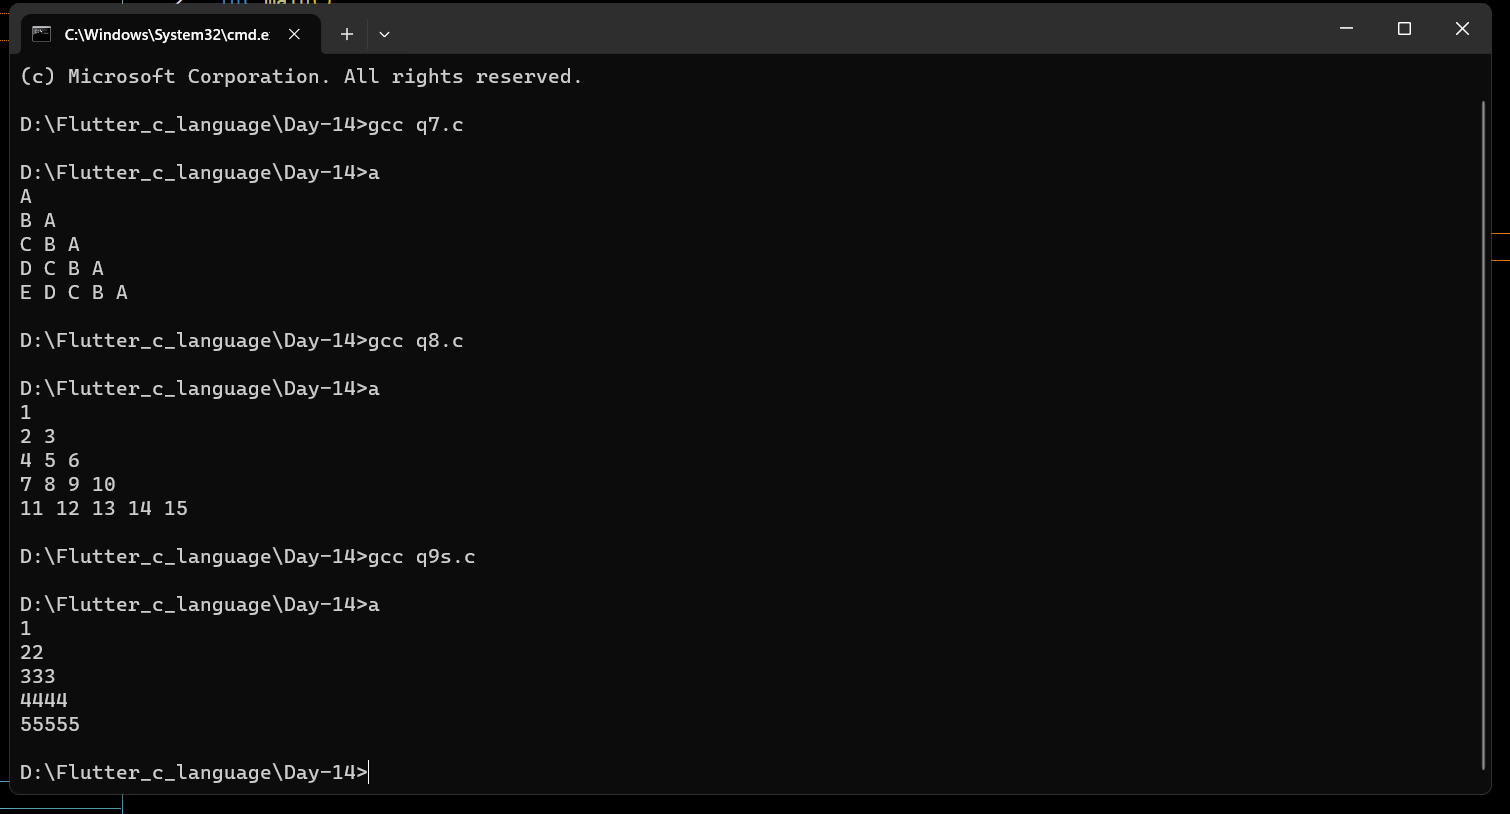 C:\Windows\System32\cmd.e
(c) Microsoft Corporation. All rights reserved.
D:\Flutter_c_language\Day-14>gcc q7.c
D:\Flutter_c_language\Day-14>a
A
B A
C B A
D C B A
E D C B A
D:\Flutter_c_language\Day-14>gcc q8.c
D:\Flutter_c_language\Day-14>a
1
2 3
4 5 6
7 8 9 10
11 12 13 14 15
D:\Flutter_c_language\Day-14>gcc q9s.c
D:\Flutter_c_language\Day-14>a
1
22
333
4444
55555
D:\Flutter_c_language\Day-14>